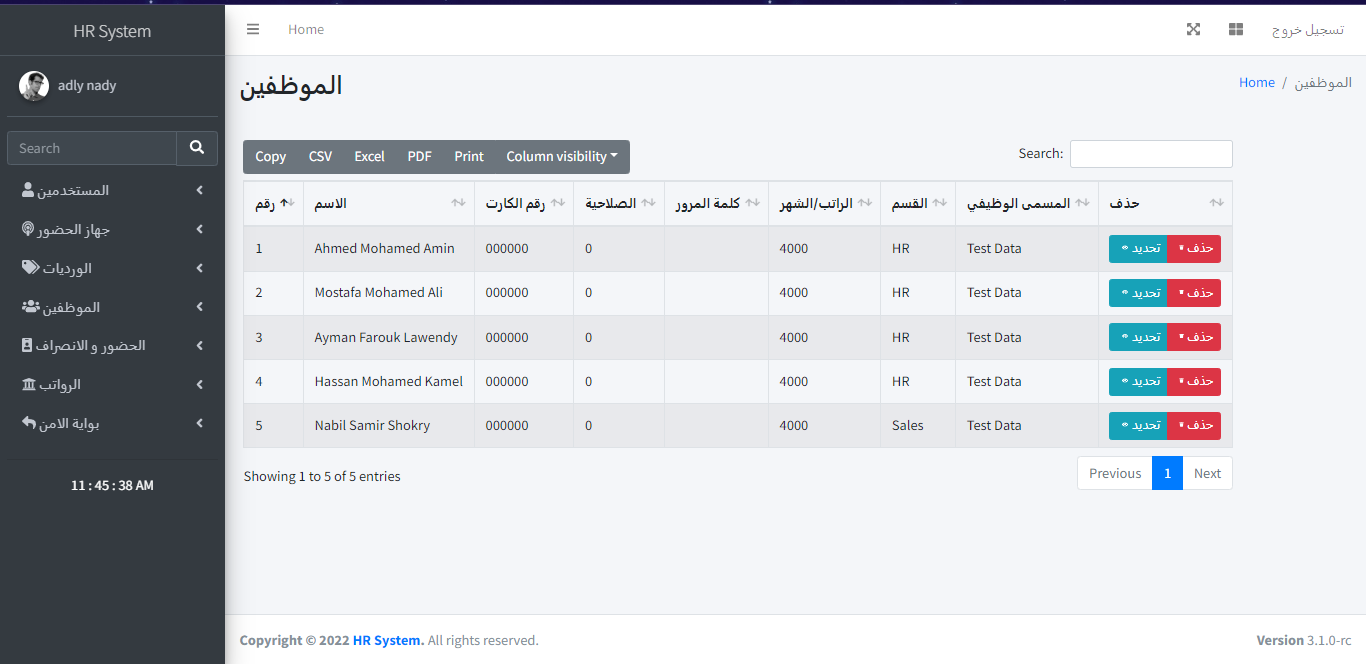 HR System
adly nady
Search
المستخدمين
جهاز الحضور
الورديات
الموظفين
الحضور و الانصراف
الرواتب
بوابة الامن
11 : 45 : 38 AM
Home
تسجيل خروج
الموظفين
Home / الموظفين
Copy CSV Excel PDF Print Column visibility
Search:
رقم الاسم رقم الكارت الصلاحية كلمة المرور الراتب/الشهر القسم المسمى الوظيفي حذف
1 Ahmed Mohamed Amin 000000 0 4000 HR Test Data تحديد حذف
2 Mostafa Mohamed Ali 000000 0 4000 HR Test Data تحديد حذف
3 Ayman Farouk Lawendy 000000 0 4000 HR Test Data تحديد حذف
4 Hassan Mohamed Kamel 000000 0 4000 HR Test Data تحديد حذف
5 Nabil Samir Shokry 000000 0 4000 Sales Test Data تحديد حذف
Showing 1 to 5 of 5 entries
Previous 1 Next
Copyright © 2022 HR System. All rights reserved.
Version 3.1.0-rc